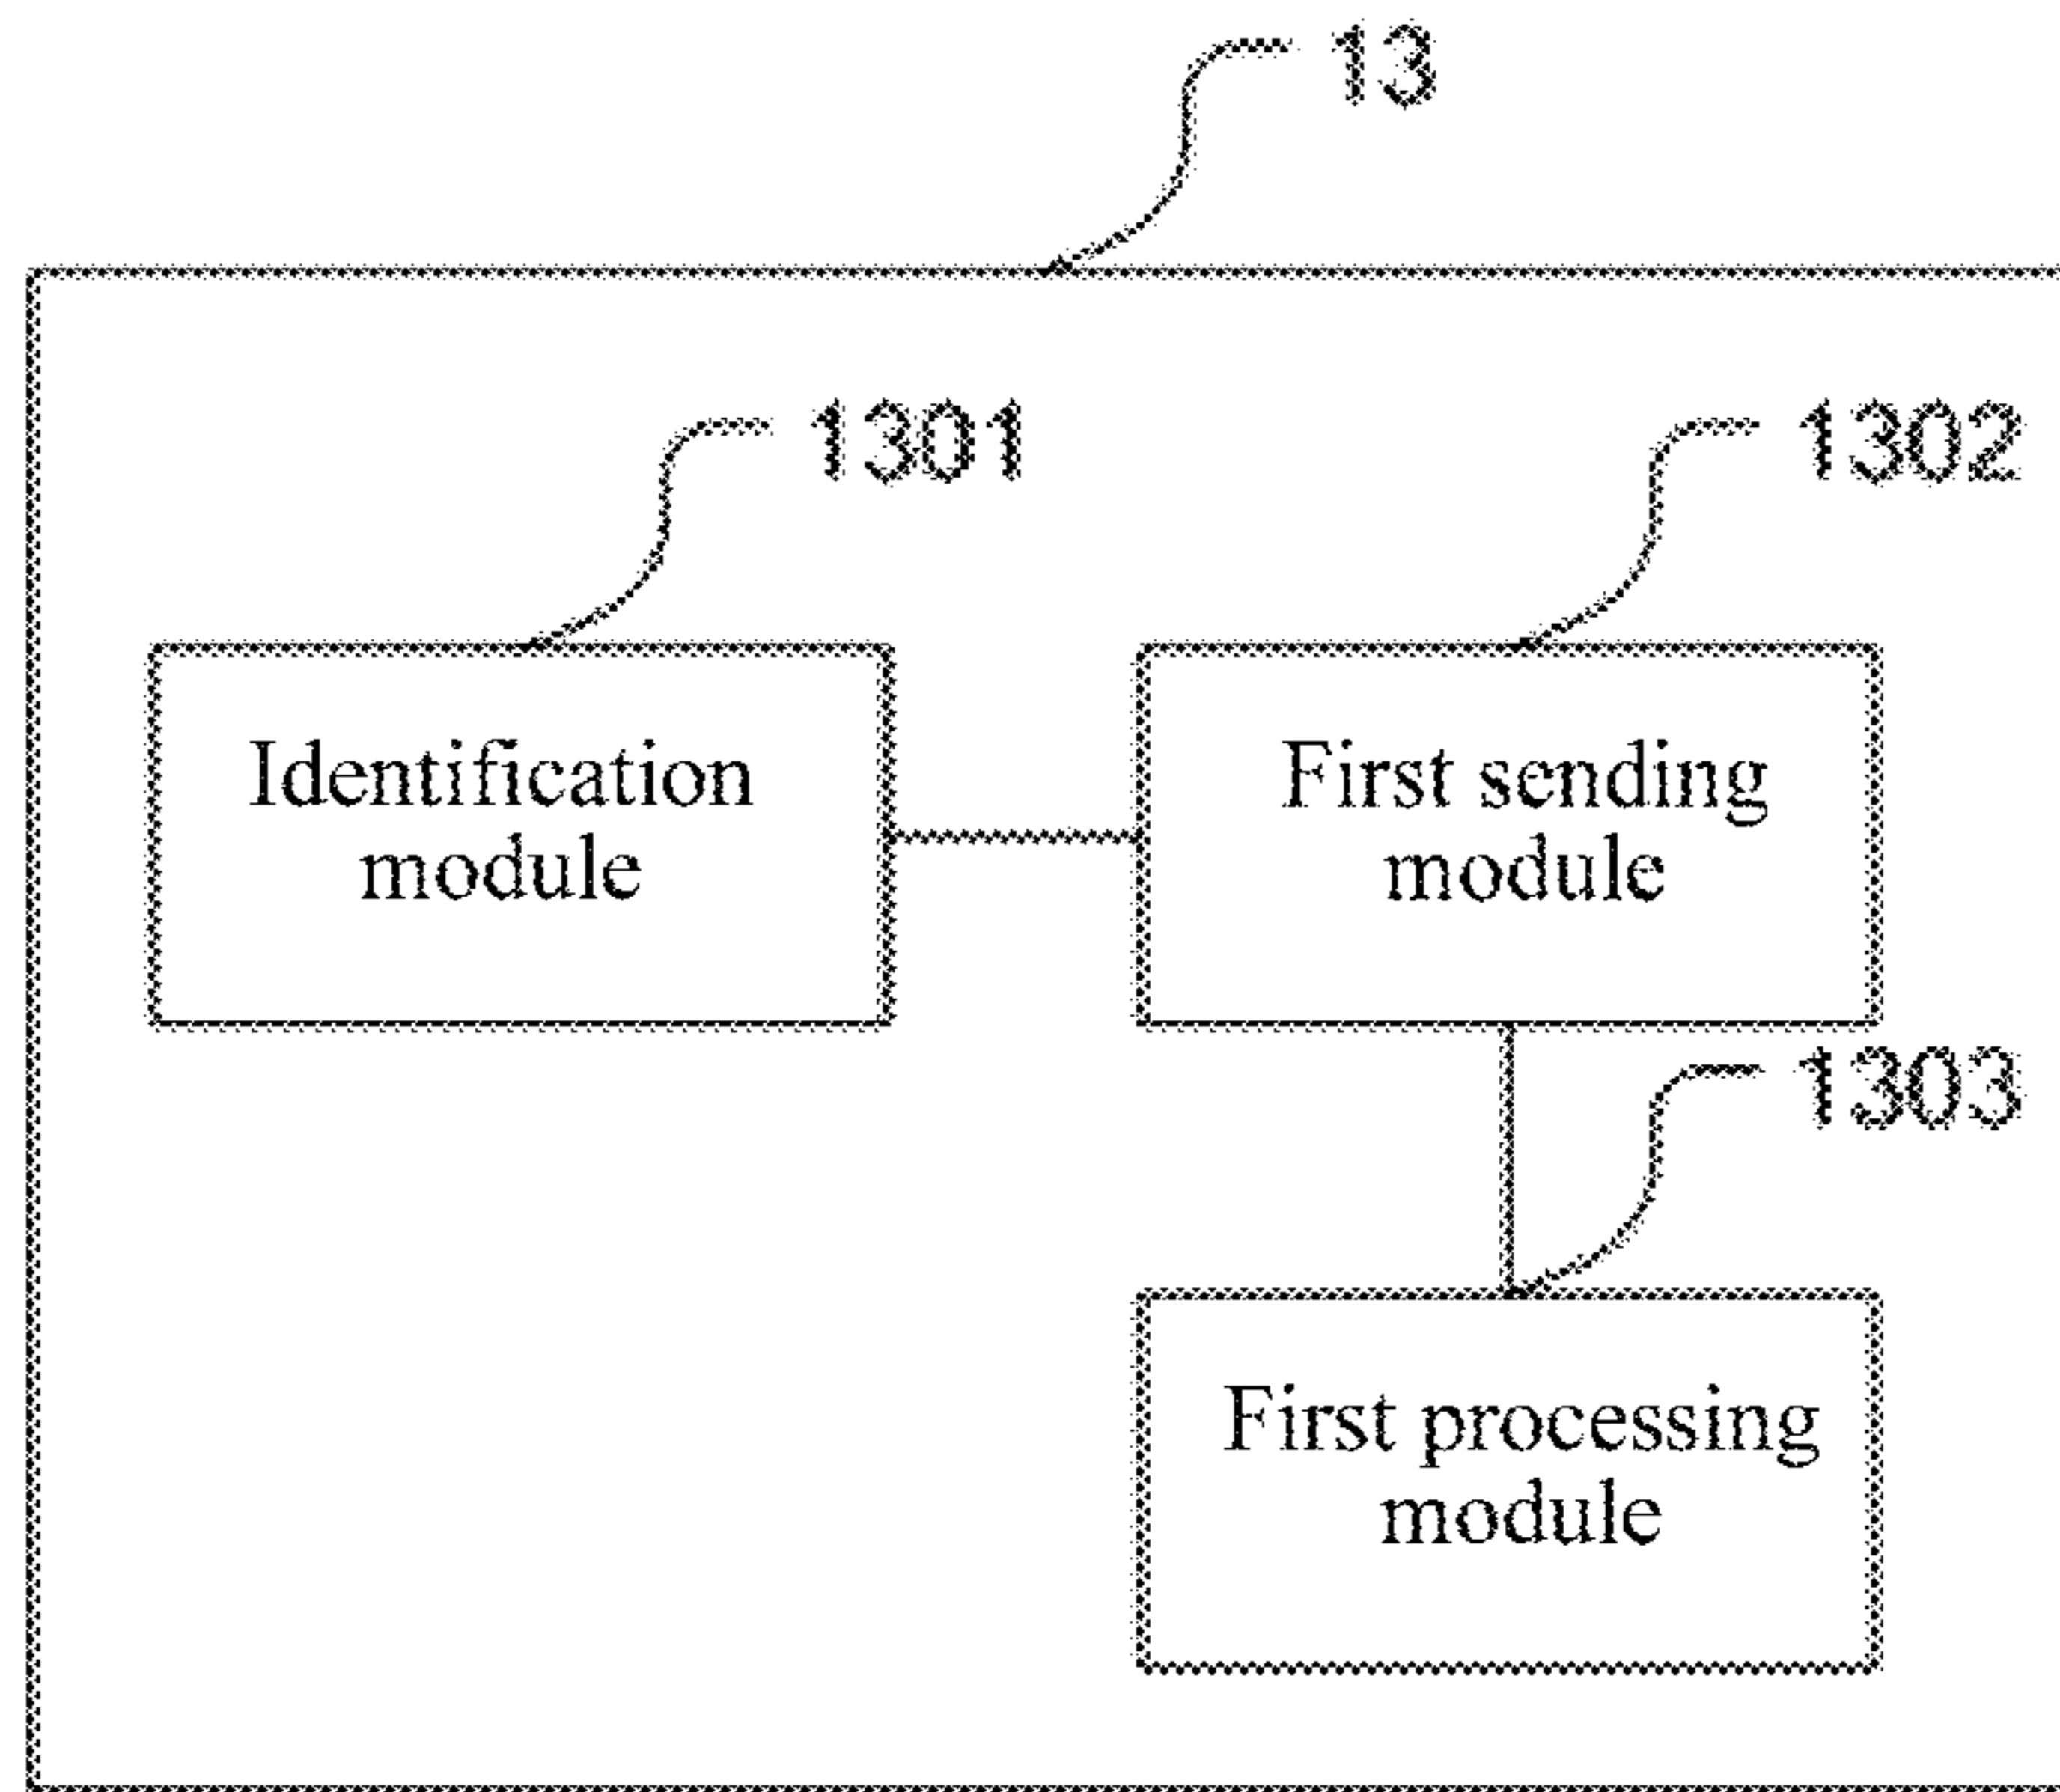 13
1301
1302
Identification
module
First sending
module
1303
First processing
module